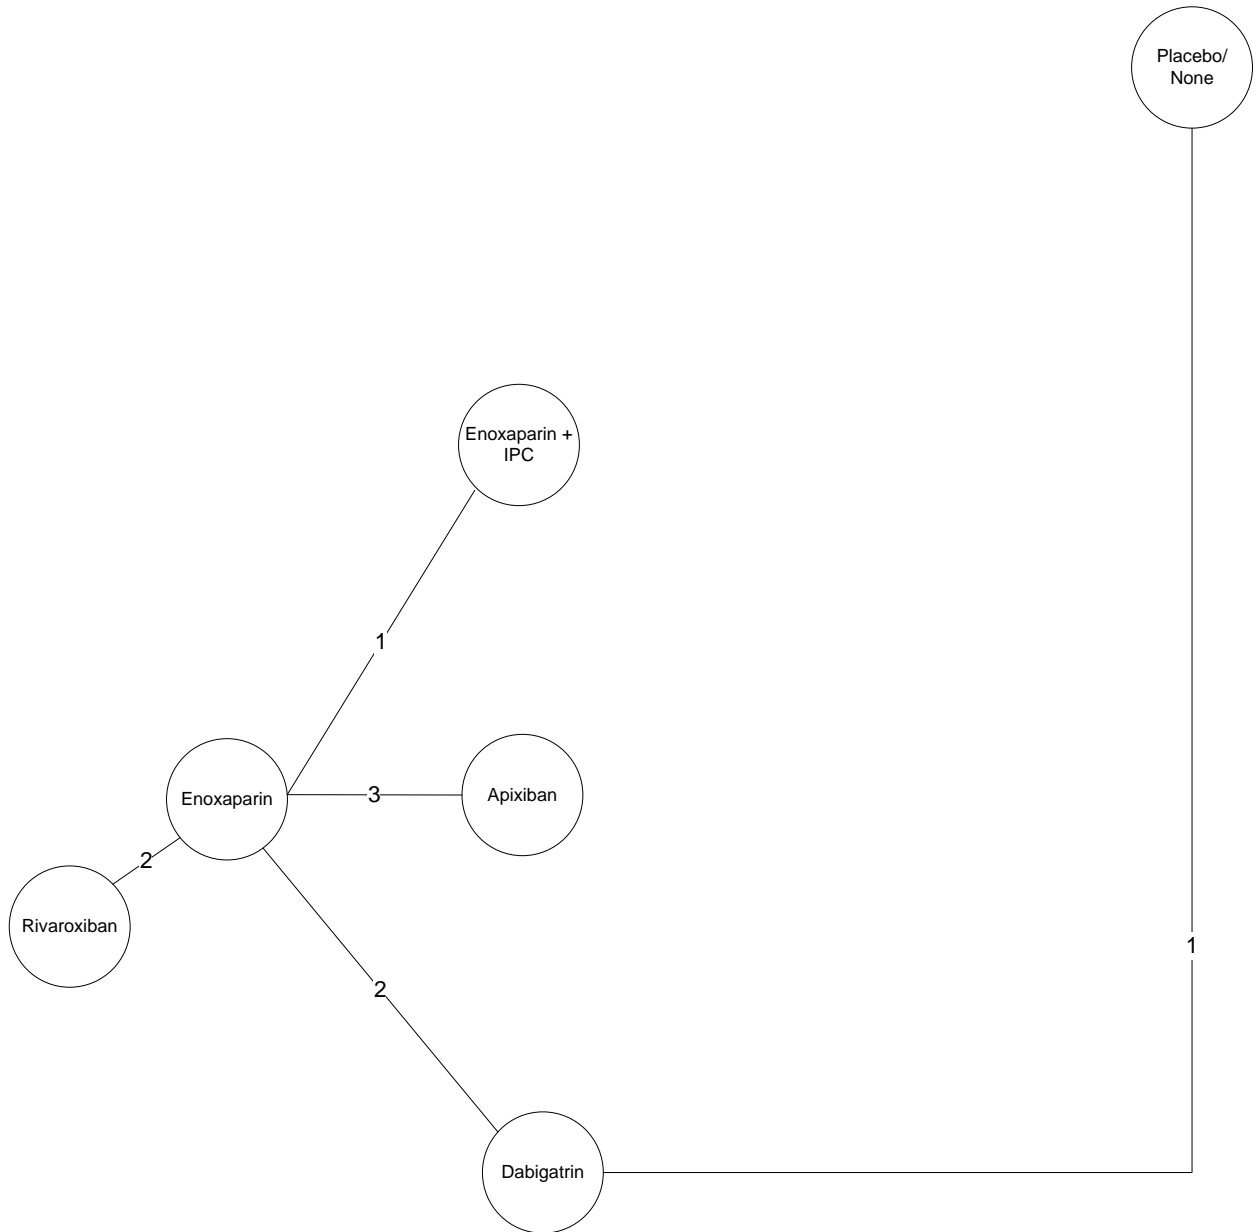 Placebo/
None
Enoxaparin +
IPC
1
Enoxaparin
3
Apixiban
2
Rivaroxiban
1
2
Dabigatrin